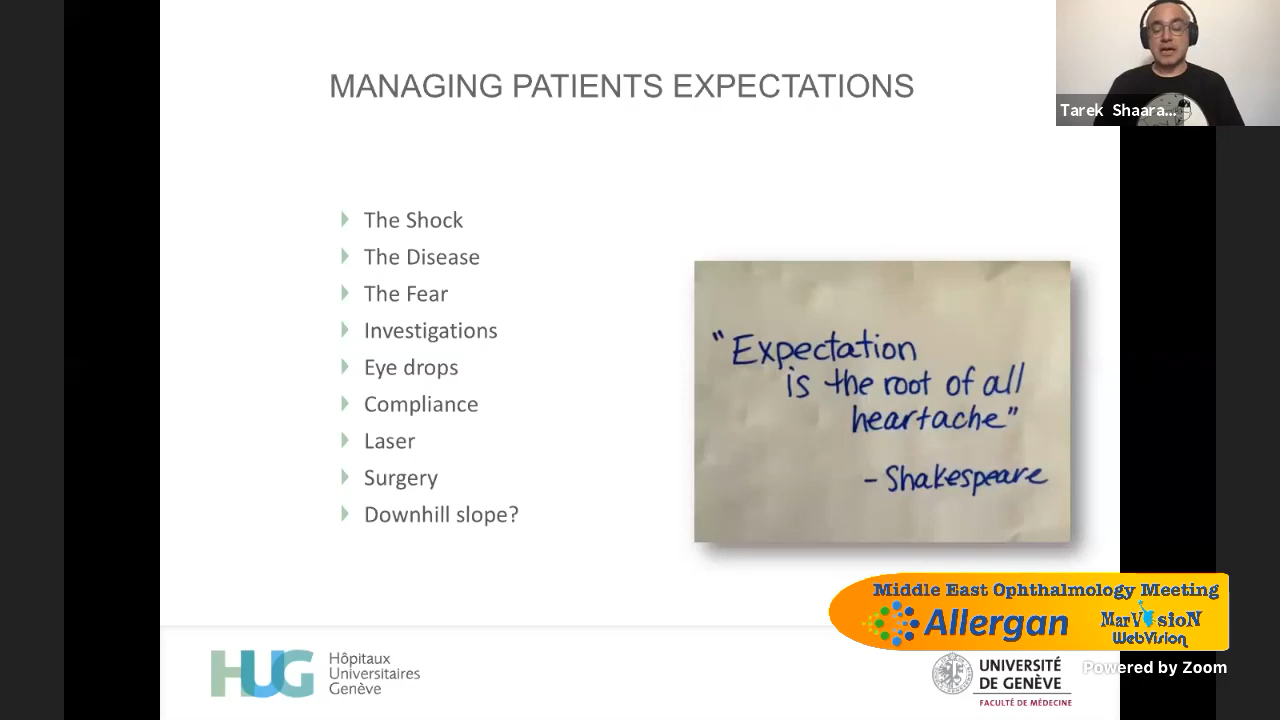 MANAGING PATIENTS EXPECTATIONS
Tarek Shaara...
The Shock
The Disease
The Fear
Investigations
Eye drops
Compliance
Laser
Surgery
Downhill slope?
"Expectation
is the root of all
heartache"
- Shakespeare
Middle East Ophthalmology Meeting
Allergan
MarVisioN
WebVision
Powered by Zoom
HUG
Hôpitaux
Universitaires
Genève
UNIVERSITÉ
DE GENÈVE
FACULTÉ DE MÉDECINE